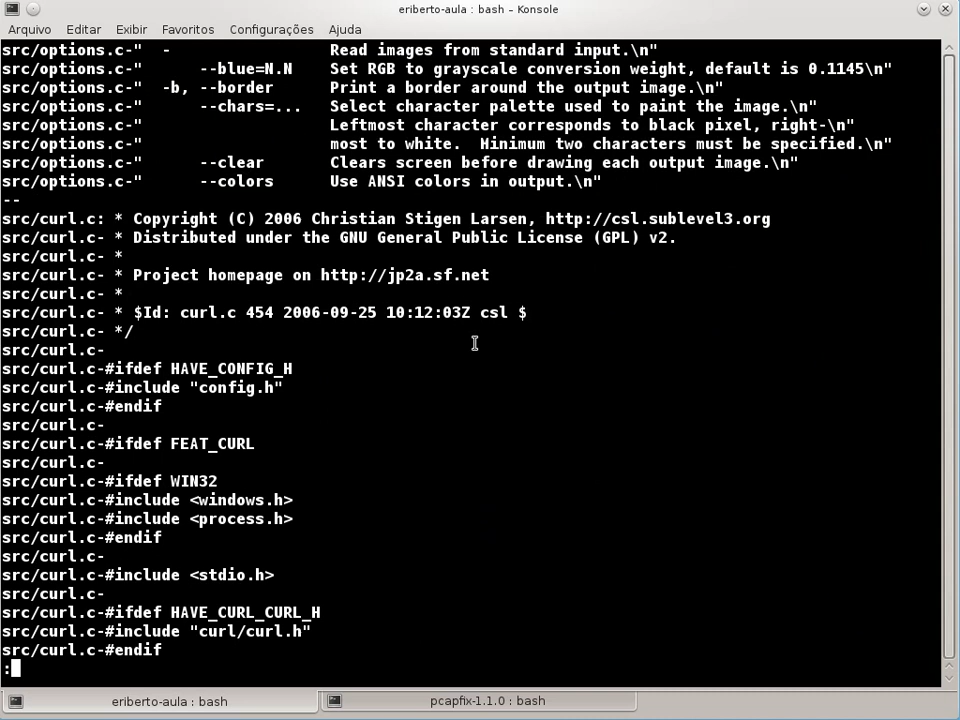 eriberto-aula : bash – Konsole
Arquivo Editar Exibir Favoritos Configurações Ajuda
src/options.c-"  -                 Read images from standard input.\n"
src/options.c-"      --blue=N.N    Set RGB to grayscale conversion weight, default is 0.1145\n"
src/options.c-"  -b, --border      Print a border around the output image.\n"
src/options.c-"      --chars=...   Select character palette used to paint the image.\n"
src/options.c-"                    Leftmost character corresponds to black pixel, right-\n"
src/options.c-"                    most to white.  Minimum two characters must be specified.\n"
src/options.c-"      --clear       Clears screen before drawing each output image.\n"
src/options.c-"      --colors      Use ANSI colors in output.\n"
--
src/curl.c: * Copyright (C) 2006 Christian Stigen Larsen, http://csl.sublevel3.org
src/curl.c- * Distributed under the GNU General Public License (GPL) v2.
src/curl.c- *
src/curl.c- * Project homepage on http://jp2a.sf.net
src/curl.c- *
src/curl.c- * $Id: curl.c 454 2006-09-25 10:12:03Z csl $
src/curl.c- */
src/curl.c-
src/curl.c-#ifdef HAVE_CONFIG_H
src/curl.c-#include "config.h"
src/curl.c-#endif
src/curl.c-
src/curl.c-#ifdef FEAT_CURL
src/curl.c-
src/curl.c-#ifdef WIN32
src/curl.c-#include <windows.h>
src/curl.c-#include <process.h>
src/curl.c-#endif
src/curl.c-
src/curl.c-#include <stdio.h>
src/curl.c-
src/curl.c-#ifdef HAVE_CURL_CURL_H
src/curl.c-#include "curl/curl.h"
src/curl.c-#endif
:
eriberto-aula : bash
pcapfix-1.1.0 : bash